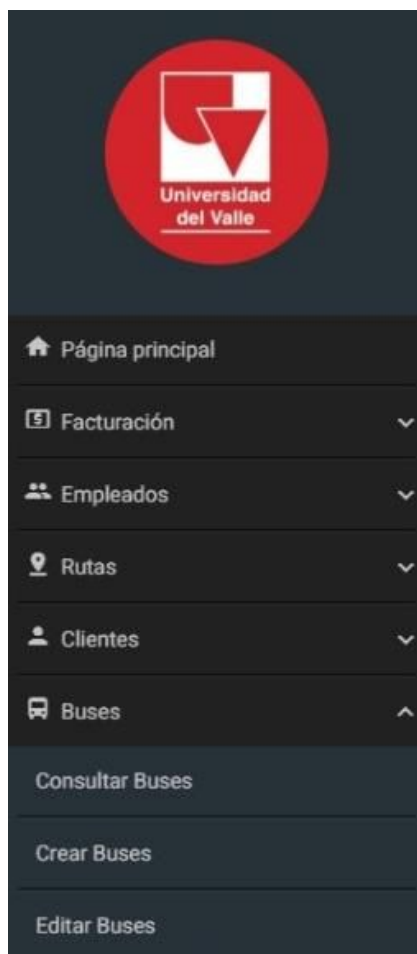 Universidad
del Valle
Página principal
Facturación
Empleados
Rutas
Clientes
Buses
Consultar Buses
Crear Buses
Editar Buses